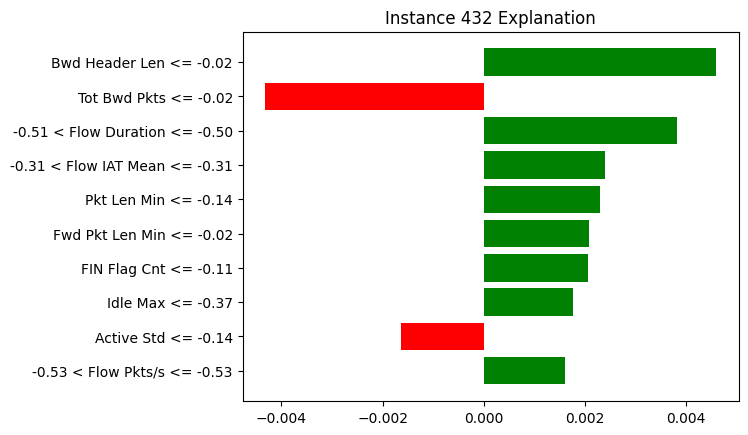 Instance 432 Explanation
Bwd Header Len <= -0.02
Tot Bwd Pkts <= -0.02
-0.51 < Flow Duration <= -0.50
-0.31 < Flow IAT Mean <= -0.31
Pkt Len Min <= -0.14
Fwd Pkt Len Min <= -0.02
FIN Flag Cnt <= -0.11
Idle Max <= -0.37
Active Std <= -0.14
-0.53 < Flow Pkts/s <= -0.53
−0.004 −0.002 0.000 0.002 0.004